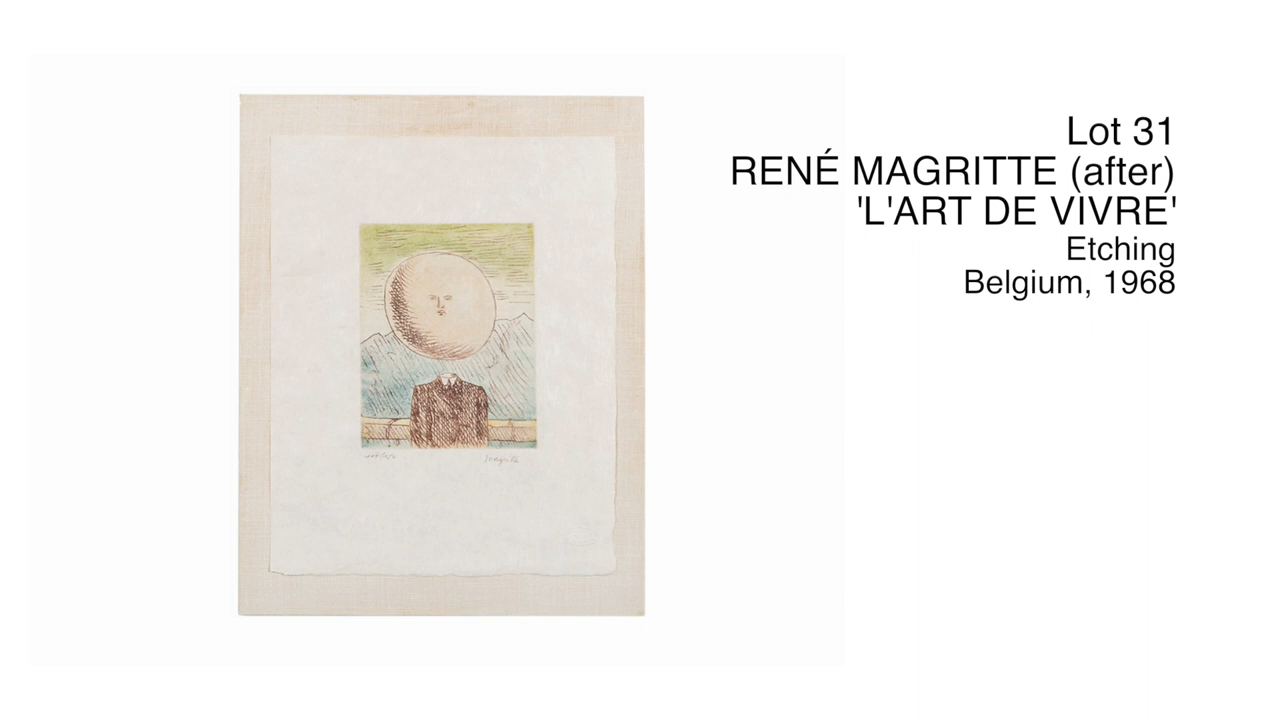 Lot 31
RENÉ MAGRITTE (after)
'L'ART DE VIVRE'
Etching
Belgium, 1968